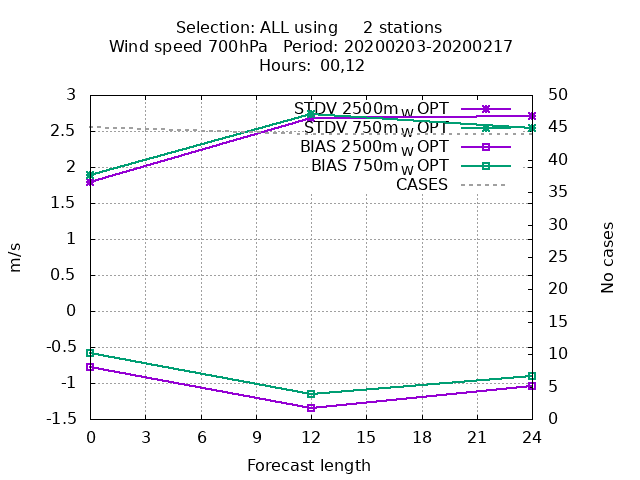 Selection: ALL using 2 stations
Wind speed 700hPa Period: 20200203-20200217
Hours: 00,12
STDV 2500m_W OPT
STDV 750m_W OPT
BIAS 2500m_W OPT
BIAS 750m_W OPT
CASES
3
2.5
2
1.5
1
0.5
0
-0.5
-1
-1.5
m/s
50
45
40
35
30
25
20
15
10
5
0
No cases
0 3 6 9 12 15 18 21 24
Forecast length